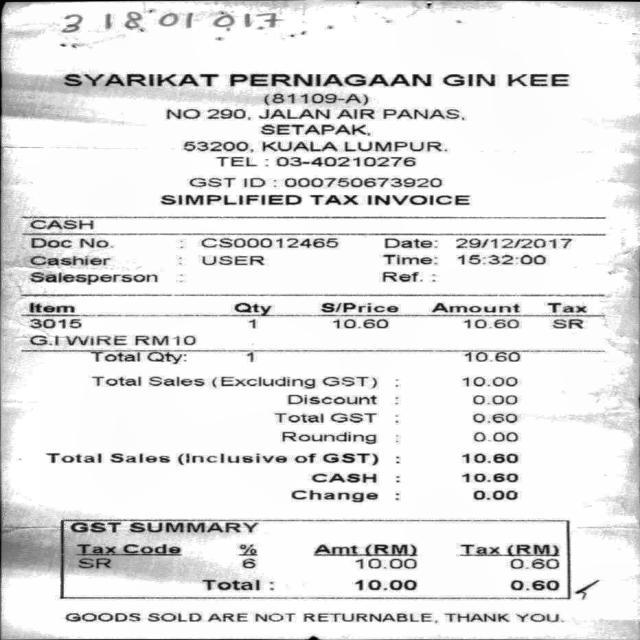 3 18 01 017
SYARIKAT PERNIAGAAN GIN KEE
(81109-A)
NO 290, JALAN AIR PANAS,
SETAPAK,
53200, KUALA LUMPUR.
TEL : 03-40210276
GST ID : 000750673920
SIMPLIFIED TAX INVOICE
CASH
Doc No. : CS00012465 Date: 29/12/2017
Cashier : USER Time: 15:32:00
Salesperson : Ref. :
Item Qty S/Price Amount Tax
3015 1 10.60 10.60 SR
G.I WIRE RM10
Total Qty: 1 10.60
Total Sales (Excluding GST) : 10.00
Discount : 0.00
Total GST : 0.60
Rounding : 0.00
Total Sales (Inclusive of GST) : 10.60
CASH : 10.60
Change : 0.00
GST SUMMARY
Tax Code % Amt (RM) Tax (RM)
SR 6 10.00 0.60
Total : 10.00 0.60
GOODS SOLD ARE NOT RETURNABLE, THANK YOU.